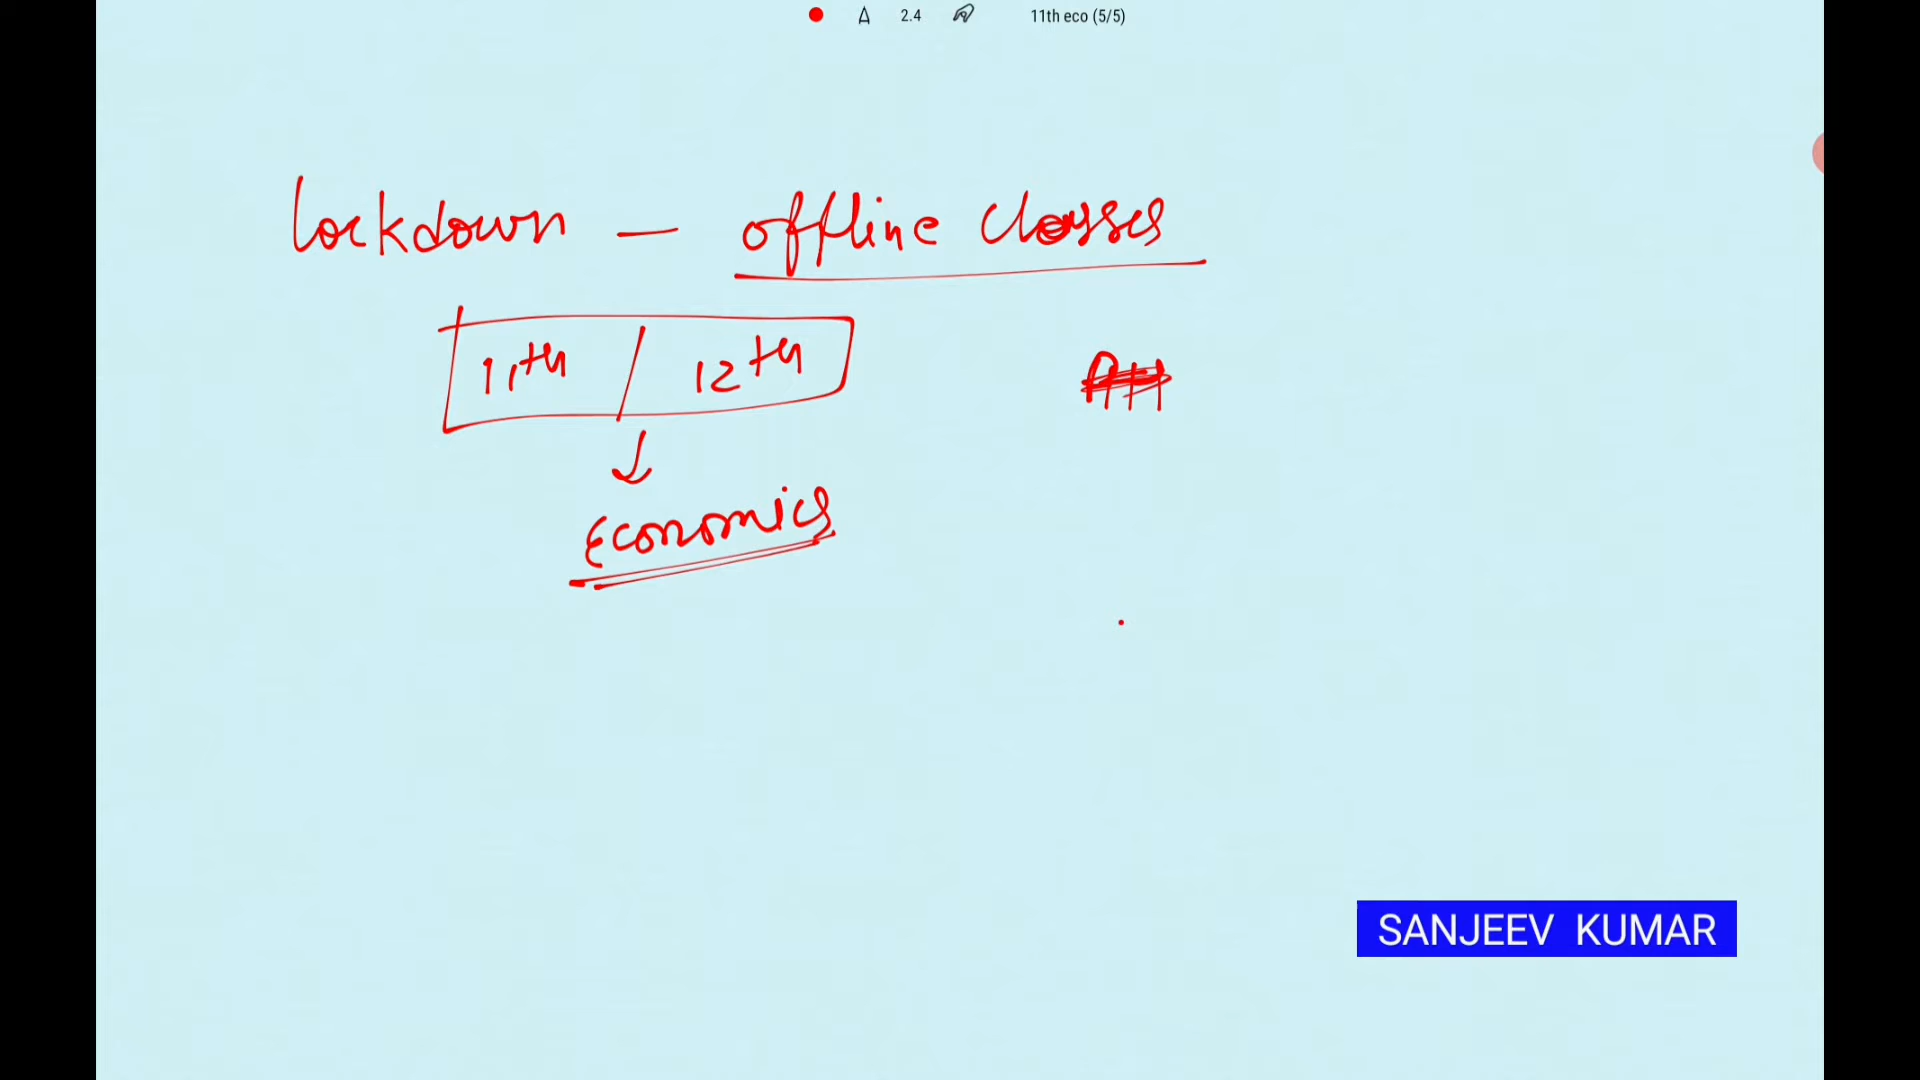 2.4 11th eco (5/5)
lockdown — offline classes
11th / 12th
↓
Economics
SANJEEV KUMAR